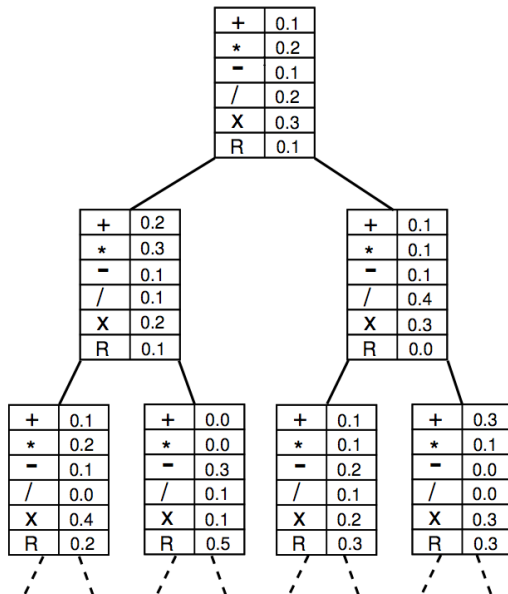 + 0.1
* 0.2
- 0.1
/ 0.2
X 0.3
R 0.1
+ 0.2
* 0.3
- 0.1
/ 0.1
X 0.2
R 0.1
+ 0.1
* 0.1
- 0.1
/ 0.4
X 0.3
R 0.0
+ 0.1
* 0.2
- 0.1
/ 0.0
X 0.4
R 0.2
+ 0.0
* 0.0
- 0.3
/ 0.1
X 0.1
R 0.5
+ 0.1
* 0.1
- 0.2
/ 0.1
X 0.2
R 0.3
+ 0.3
* 0.1
- 0.0
/ 0.0
X 0.3
R 0.3